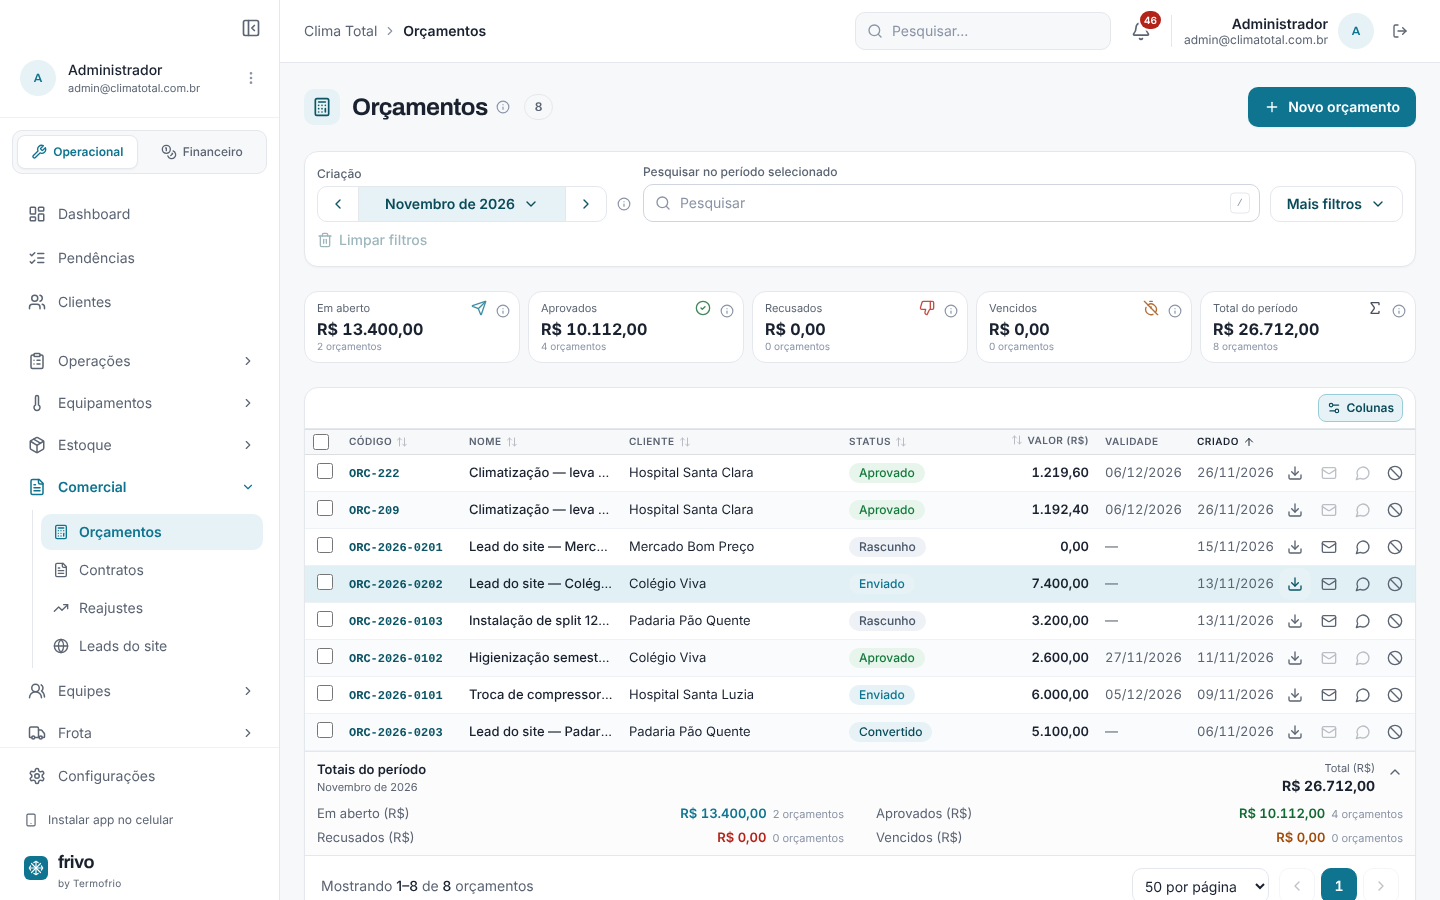 Administrador
admin@climatotal.com.br
Operacional
Financeiro
Dashboard
Pendências
Clientes
Operações
Equipamentos
Estoque
Comercial
Orçamentos
Contratos
Reajustes
Leads do site
Equipes
Frota
Configurações
Instalar app no celular
frivo
by Termofrio
Clima Total > Orçamentos
Pesquisar...
46
Administrador
admin@climatotal.com.br
A
A
Orçamentos 8
+ Novo orçamento
Criação
Novembro de 2026
Pesquisar no período selecionado
Pesquisar /
Mais filtros
Limpar filtros
Em aberto
R$ 13.400,00
2 orçamentos
Aprovados
R$ 10.112,00
4 orçamentos
Recusados
R$ 0,00
0 orçamentos
Vencidos
R$ 0,00
0 orçamentos
Total do período
R$ 26.712,00
8 orçamentos
Colunas
CÓDIGO NOME CLIENTE STATUS VALOR (R$) VALIDADE CRIADO
ORC-222 Climatização — leva ... Hospital Santa Clara Aprovado 1.219,60 06/12/2026 26/11/2026
ORC-209 Climatização — leva ... Hospital Santa Clara Aprovado 1.192,40 06/12/2026 26/11/2026
ORC-2026-0201 Lead do site — Merc... Mercado Bom Preço Rascunho 0,00 — 15/11/2026
ORC-2026-0202 Lead do site — Colég... Colégio Viva Enviado 7.400,00 — 13/11/2026
ORC-2026-0103 Instalação de split 12... Padaria Pão Quente Rascunho 3.200,00 — 13/11/2026
ORC-2026-0102 Higienização semest... Colégio Viva Aprovado 2.600,00 27/11/2026 11/11/2026
ORC-2026-0101 Troca de compressor... Hospital Santa Luzia Enviado 6.000,00 05/12/2026 09/11/2026
ORC-2026-0203 Lead do site — Padar... Padaria Pão Quente Convertido 5.100,00 — 06/11/2026
Totais do período
Novembro de 2026
Total (R$)
R$ 26.712,00
Em aberto (R$) R$ 13.400,00 2 orçamentos
Aprovados (R$) R$ 10.112,00 4 orçamentos
Recusados (R$) R$ 0,00 0 orçamentos
Vencidos (R$) R$ 0,00 0 orçamentos
Mostrando 1–8 de 8 orçamentos
50 por página
1